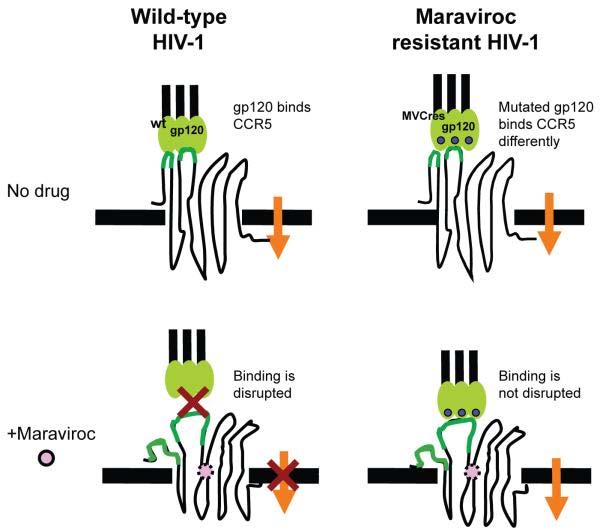 Wild-type
HIV-1
Maraviroc
resistant HIV-1
wt
gp120
gp120 binds
CCR5
MVCres
gp120
Mutated gp120
binds CCR5
differently
No drug
Binding is
disrupted
Binding is
not disrupted
+Maraviroc